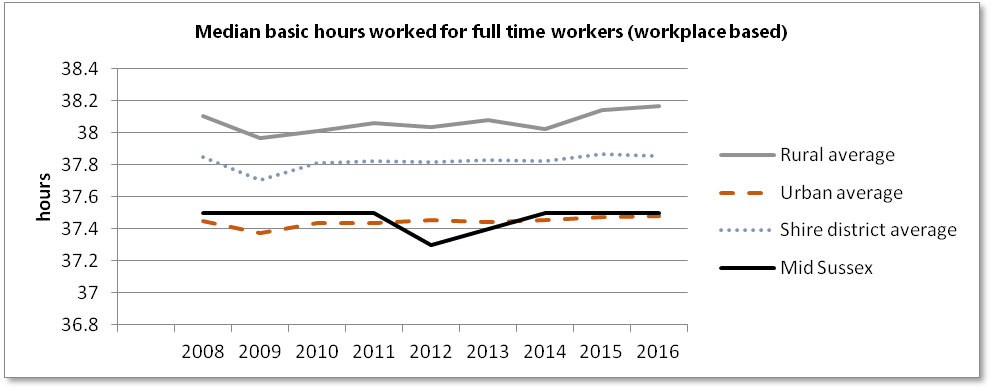 Median basic hours worked for full time workers (workplace based)
38.4
38.2
38
37.8
37.6
37.4
37.2
37
36.8
hours
2008 2009 2010 2011 2012 2013 2014 2015 2016
Rural average
Urban average
Shire district average
Mid Sussex